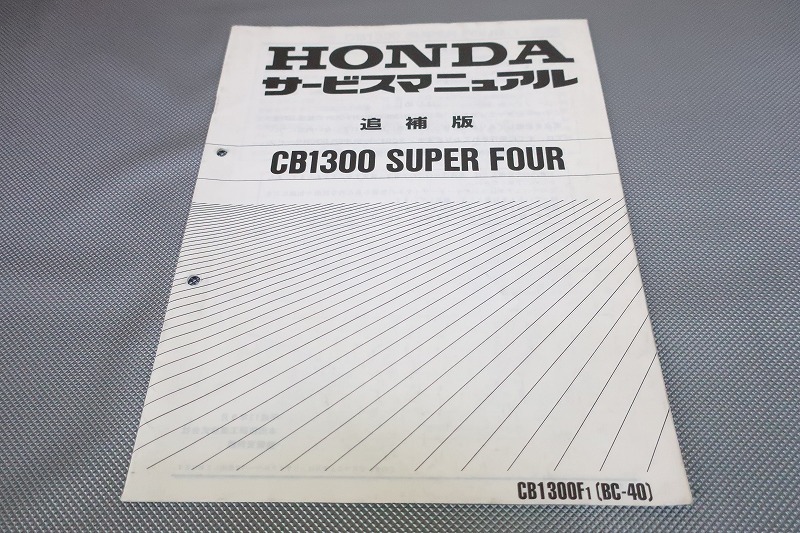 HONDA
サービスマニュアル
追補版
CB1300 SUPER FOUR
CB1300F1 (BC-40)